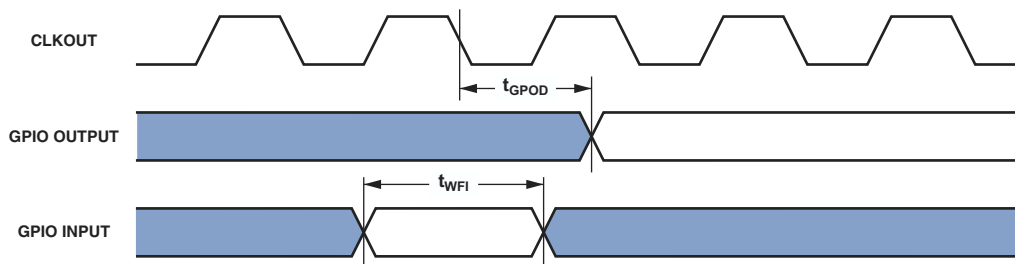 CLKOUT
tGPOD
GPIO OUTPUT
tWFI
GPIO INPUT